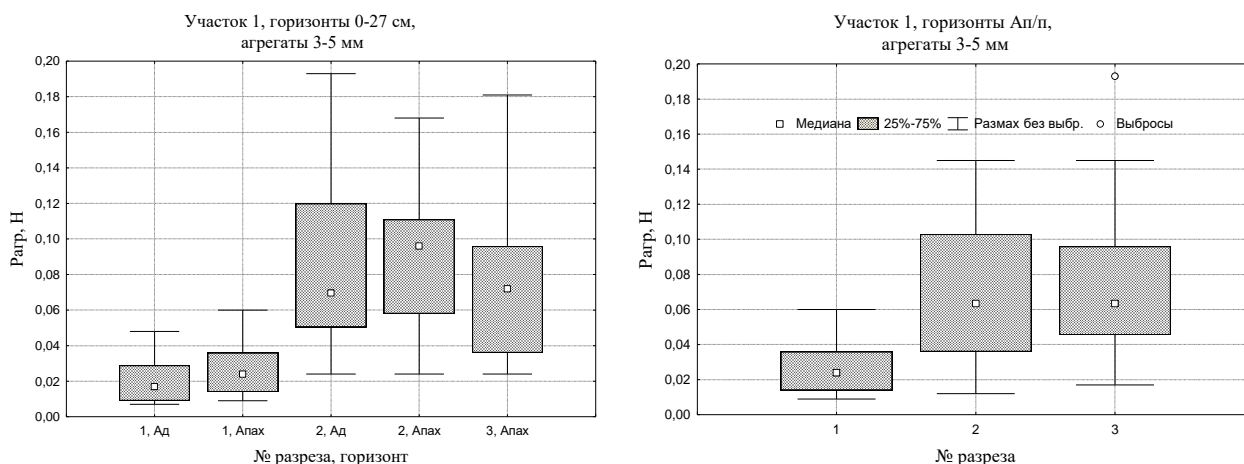 Участок 1, горизонты 0-27 см,
агрегаты 3-5 мм
0,20
0,18
0,16
0,14
0,12
0,10
0,08
0,06
0,04
0,02
0,00
Рагр, Н
1, Ад
1, Апах
2, Ад
2, Апах
3, Апах
№ разреза, горизонт
Участок 1, горизонты Ап/п,
агрегаты 3-5 мм
0,20
0,18
0,16
0,14
0,12
0,10
0,08
0,06
0,04
0,02
0,00
Рагр, Н
Медиана 25%-75% Размах без выбр. Выбросы
1
2
3
№ разреза